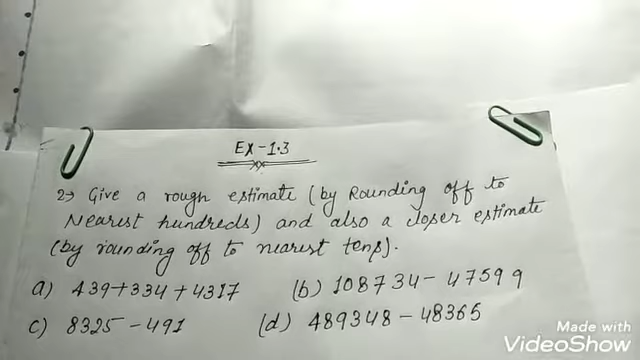 EX-1.3
2→ Give a rough estimate (by Rounding off to
Nearest hundreds) and also a closer estimate
(by rounding off to nearest tens).
a) 439+334+4317 (b) 108734-47599
c) 8325-491 (d) 489348-48365
Made with
VideoShow